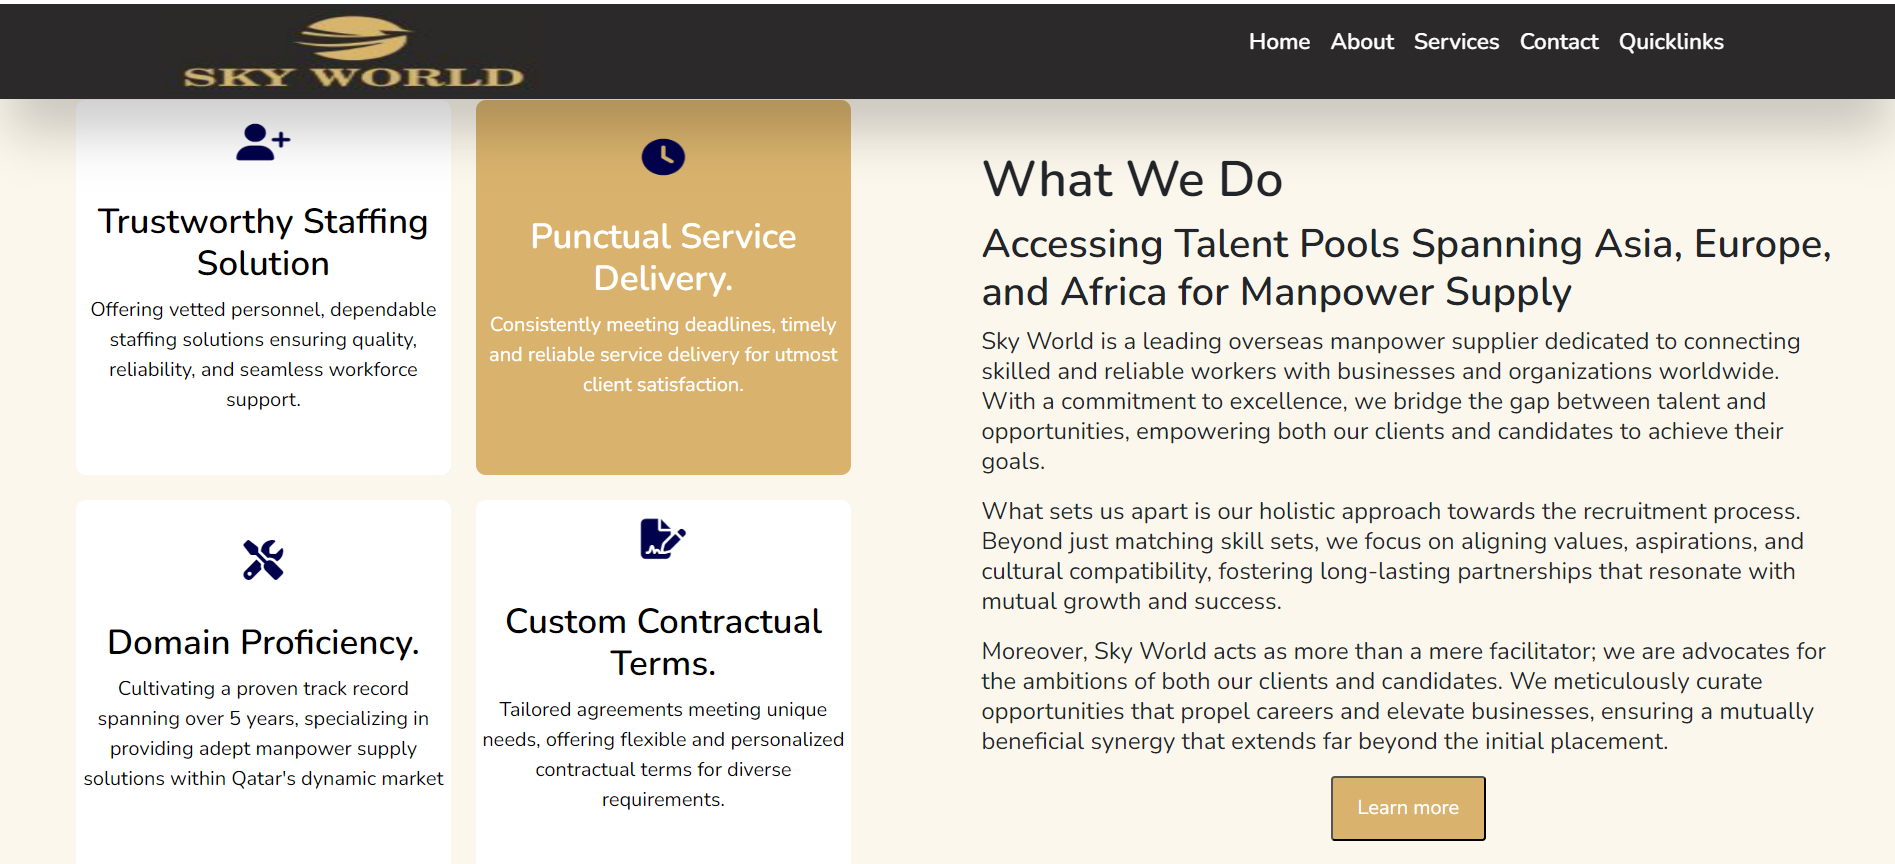 SKY WORLD
Home About Services Contact Quicklinks
Trustworthy Staffing
Solution
Offering vetted personnel, dependable
staffing solutions ensuring quality,
reliability, and seamless workforce
support.
Punctual Service
Delivery.
Consistently meeting deadlines, timely
and reliable service delivery for utmost
client satisfaction.
Domain Proficiency.
Cultivating a proven track record
spanning over 5 years, specializing in
providing adept manpower supply
solutions within Qatar's dynamic market
Custom Contractual
Terms.
Tailored agreements meeting unique
needs, offering flexible and personalized
contractual terms for diverse
requirements.
What We Do
Accessing Talent Pools Spanning Asia, Europe,
and Africa for Manpower Supply
Sky World is a leading overseas manpower supplier dedicated to connecting
skilled and reliable workers with businesses and organizations worldwide.
With a commitment to excellence, we bridge the gap between talent and
opportunities, empowering both our clients and candidates to achieve their
goals.
What sets us apart is our holistic approach towards the recruitment process.
Beyond just matching skill sets, we focus on aligning values, aspirations, and
cultural compatibility, fostering long-lasting partnerships that resonate with
mutual growth and success.
Moreover, Sky World acts as more than a mere facilitator; we are advocates for
the ambitions of both our clients and candidates. We meticulously curate
opportunities that propel careers and elevate businesses, ensuring a mutually
beneficial synergy that extends far beyond the initial placement.
Learn more